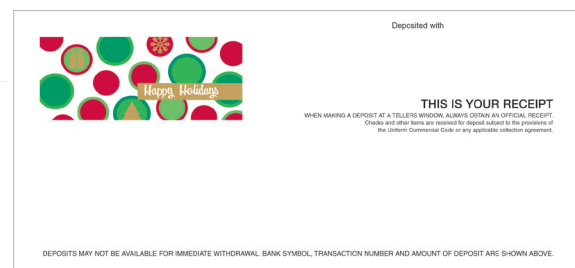 Deposited with
Happy Holidays
THIS IS YOUR RECEIPT
WHEN MAKING A DEPOSIT AT A TELLERS WINDOW, ALWAYS OBTAIN AN OFFICIAL RECEIPT.
Checks and other items are received for deposit subject to the provisions of
the Uniform Commercial Code or any applicable collection agreement.
DEPOSITS MAY NOT BE AVAILABLE FOR IMMEDIATE WITHDRAWAL. BANK SYMBOL, TRANSACTION NUMBER AND AMOUNT OF DEPOSIT ARE SHOWN ABOVE.